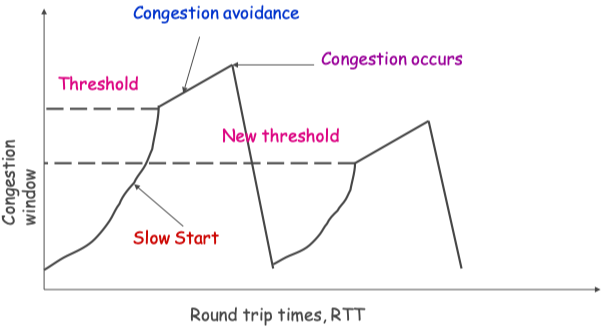 Congestion avoidance
Congestion occurs
Threshold
New threshold
Slow Start
Congestion
window
Round trip times, RTT